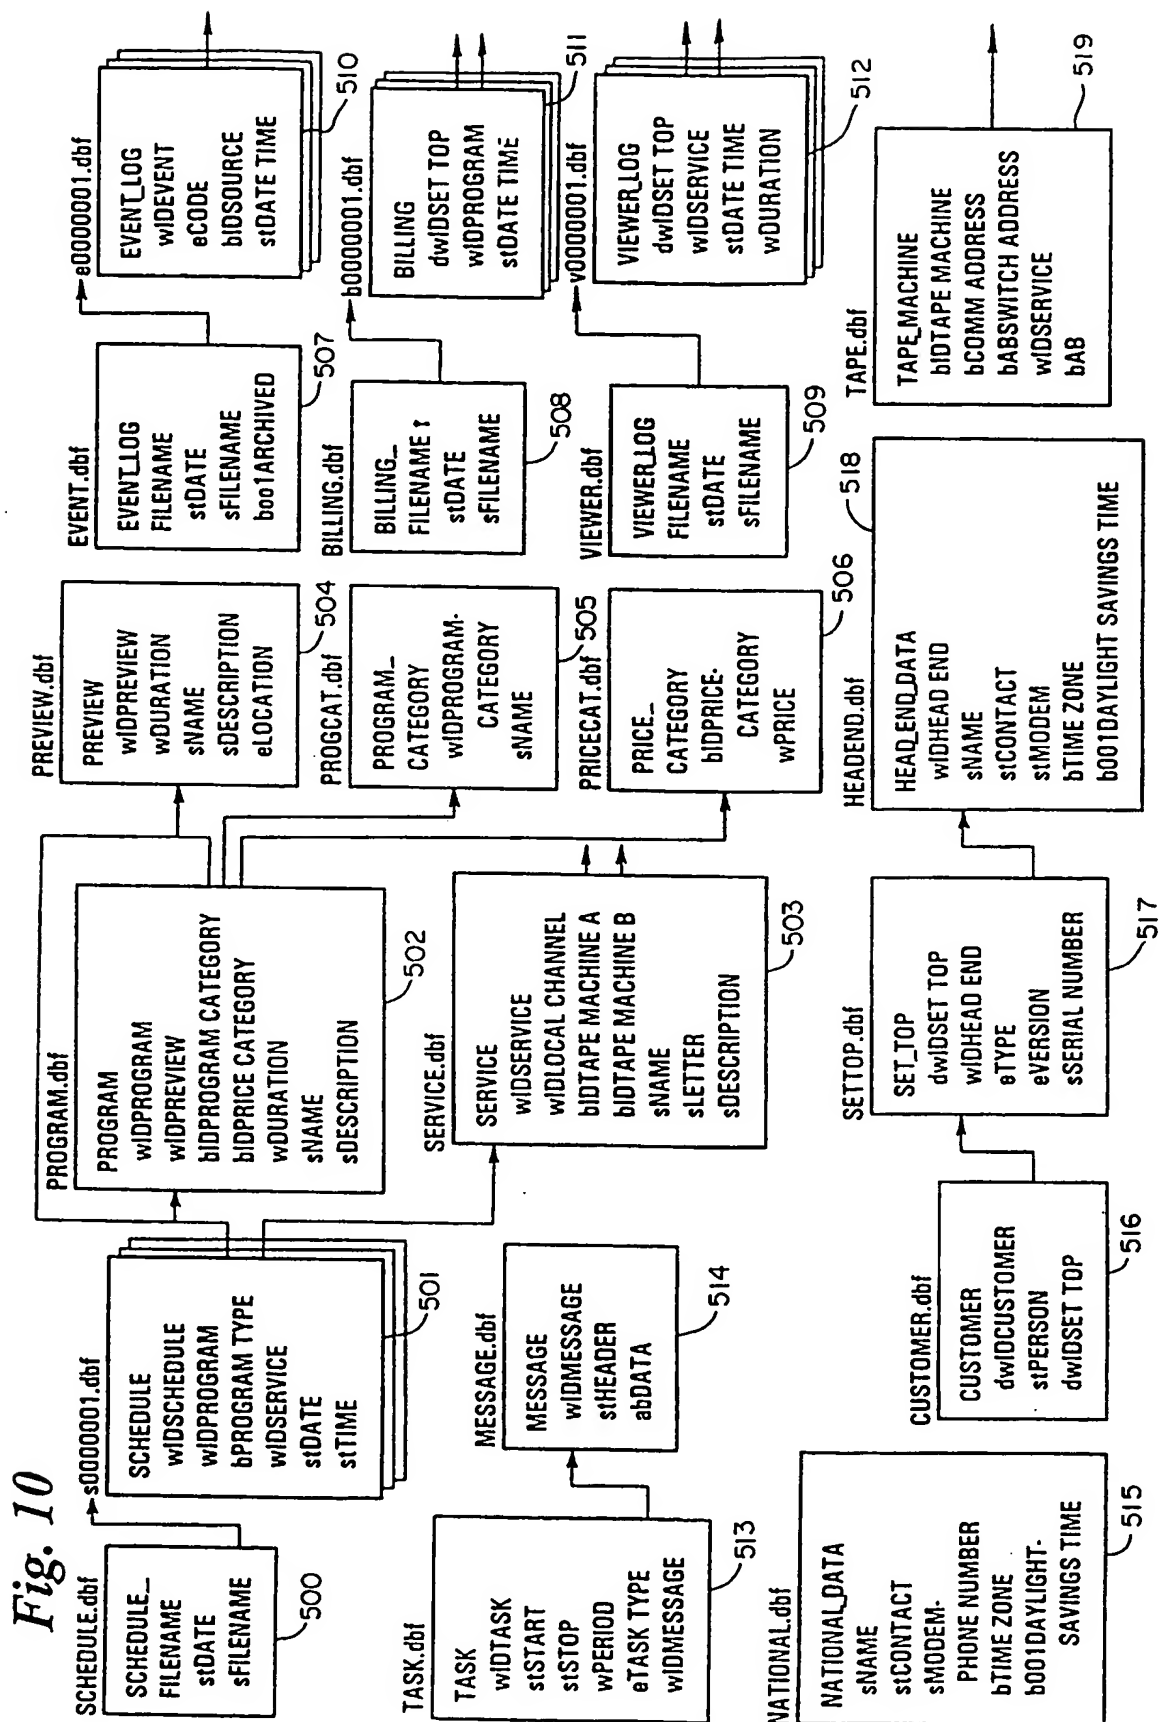 Fig. 10
SCHEDULE.dbf
SCHEDULE_
FILENAME
stDATE
sFILENAME
500
s000001.dbf
SCHEDULE
wIDSCHEDULE
wIDPROGRAM
bPROGRAM TYPE
wIDSERVICE
stDATE
stTIME
501
PROGRAM.dbf
PROGRAM
wIDPROGRAM
wIDPREVIEW
bIDPROGRAM CATEGORY
bIDPRICE CATEGORY
wDURATION
sNAME
sDESCRIPTION
502
PREVIEW.dbf
PREVIEW
wIDPREVIEW
wDURATION
sNAME
sDESCRIPTION
eLOCATION
504
EVENT.dbf
EVENT_LOG
FILENAME
stDATE
sFILENAME
boo1ARCHIVED
507
e000001.dbf
EVENT_LOG
wIDEVENT
eCODE
bIDSOURCE
stDATE TIME
510
PROGCAT.dbf
PROGRAM_
CATEGORY
wIDPROGRAM-
CATEGORY
sNAME
505
BILLING.dbf
BILLING_
FILENAME
stDATE
sFILENAME
508
b000001.dbf
BILLING
dwIDSET TOP
wIDPROGRAM
stDATE TIME
511
TASK.dbf
TASK
wIDTASK
stSTART
stSTOP
wPERIOD
eTASK TYPE
wIDMESSAGE
513
MESSAGE.dbf
MESSAGE
wIDMESSAGE
stHEADER
abDATA
514
SERVICE.dbf
SERVICE
wIDSERVICE
wIDLOCAL CHANNEL
bIDTAPE MACHINE A
bIDTAPE MACHINE B
sNAME
sLETTER
sDESCRIPTION
503
PRICECAT.dbf
PRICE_
CATEGORY
bIDPRICE-
CATEGORY
wPRICE
506
VIEWER.dbf
VIEWER_LOG
FILENAME
stDATE
sFILENAME
509
v000001.dbf
VIEWER_LOG
dwIDSET TOP
wIDSERVICE
stDATE TIME
wDURATION
512
NATIONAL.dbf
NATIONAL_DATA
sNAME
stCONTACT
sMODEM-
PHONE NUMBER
bTIME ZONE
b001DAYLIGHT-
SAVINGS TIME
515
CUSTOMER.dbf
CUSTOMER
dwIDCUSTOMER
stPERSON
dwIDSET TOP
516
SETTOP.dbf
SET_TOP
dwIDSET TOP
wIDHEAD END
eTYPE
eVERSION
sSERIAL NUMBER
517
HEADEND.dbf
HEAD_END_DATA
wIDHEAD END
sNAME
stCONTACT
stMODEM
bTIME ZONE
b001DAYLIGHT SAVINGS TIME
518
TAPE.dbf
TAPE_MACHINE
bIDTAPE MACHINE
bCOMM ADDRESS
bABSWITCH ADDRESS
wIDSERVICE
bAB
519